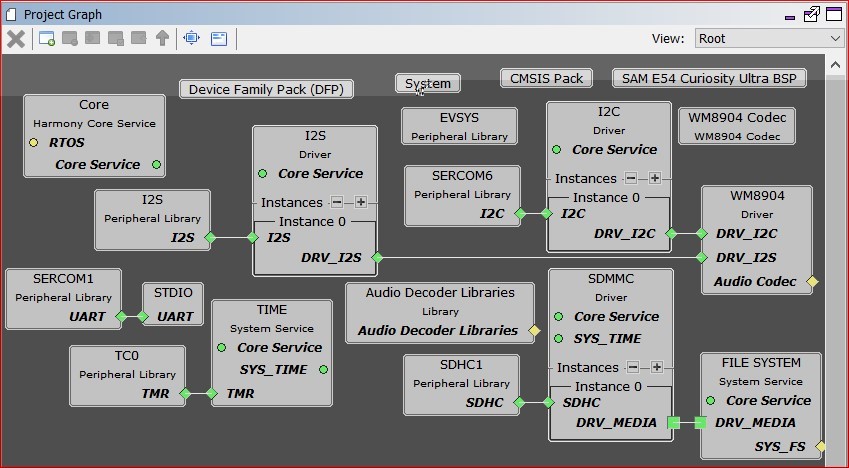 Project Graph
View: Root
Device Family Pack (DFP)
System
CMSIS Pack
SAM E54 Curiosity Ultra BSP
Core
Harmony Core Service
RTOS
Core Service
I2S
Driver
Core Service
Instances
Instance 0
I2S
DRV_I2S
EVSYS
Peripheral Library
I2C
Driver
Core Service
Instances
Instance 0
I2C
DRV_I2C
WM8904 Codec
WM8904 Codec
I2S
Peripheral Library
I2S
SERCOM6
Peripheral Library
I2C
WM8904
Driver
DRV_I2C
DRV_I2S
Audio Codec
SERCOM1
Peripheral Library
UART
STDIO
UART
TIME
System Service
Core Service
SYS_TIME
TMR
Audio Decoder Libraries
Library
Audio Decoder Libraries
SDMMC
Driver
Core Service
SYS_TIME
Instances
Instance 0
SDHC
DRV_MEDIA
TC0
Peripheral Library
TMR
SDHC1
Peripheral Library
SDHC
FILE SYSTEM
System Service
Core Service
DRV_MEDIA
SYS_FS